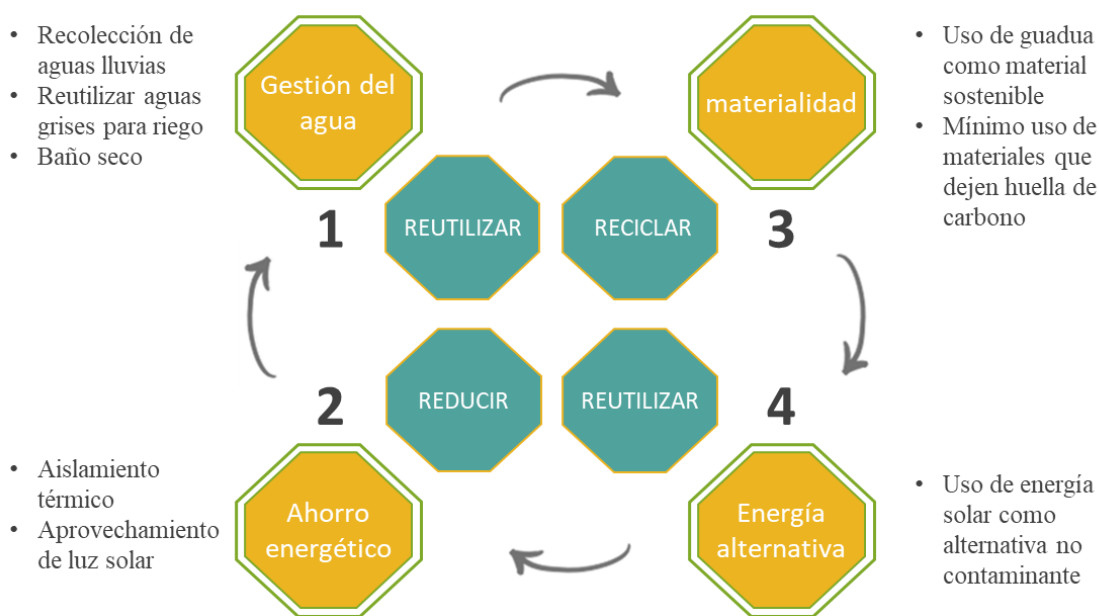 • Recolección de
aguas lluvias
• Reutilizar aguas
grises para riego
• Baño seco
Gestión del
agua
1
REUTILIZAR
RECICLAR
materialidad
3
• Uso de guadua
como material
sostenible
• Mínimo uso de
materiales que
dejen huella de
carbono
2
REDUCIR
REUTILIZAR
4
• Aislamiento
térmico
• Aprovechamiento
de luz solar
Ahorro
energético
Energía
alternativa
• Uso de energía
solar como
alternativa no
contaminante